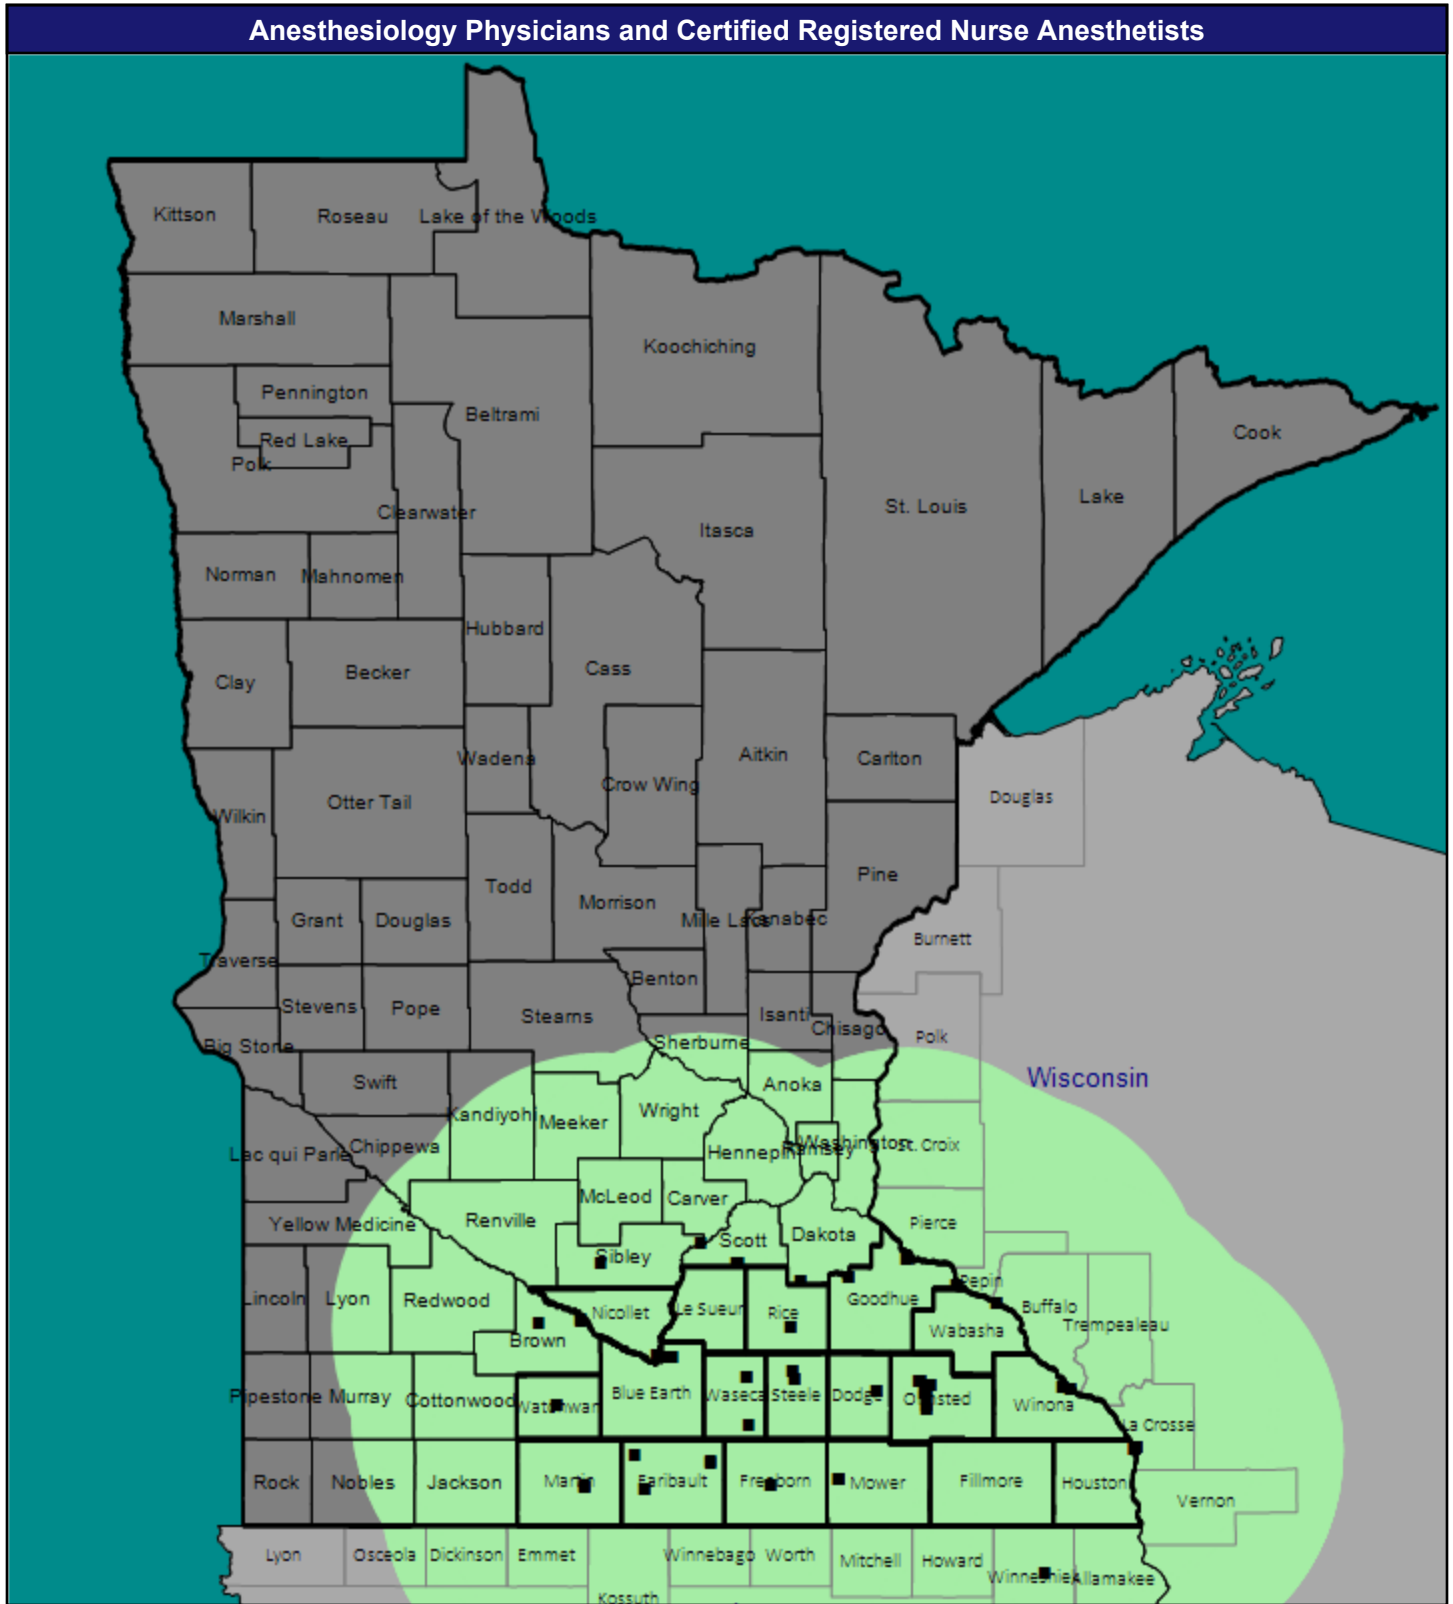 Anesthesiology Physicians and Certified Registered Nurse Anesthetists
Kittson
Roseau
Lake of the Woods
Marshall
Koochiching
Pennington
Beltrami
Red Lake
Polk
Cook
Clearwater
St. Louis
Lake
Itasca
Norman
Mahnomen
Hubbard
Cass
Clay
Becker
Wadena
Aitkin
Carlton
Crow Wing
Otter Tail
Douglas
Wilkin
Todd
Pine
Morrison
Grant
Douglas
Mille Lacs
Kanabec
Burnett
Traverse
Benton
Stevens
Pope
Stearns
Isanti
Chisago
Polk
Big Stone
Sherburne
Swift
Anoka
Wisconsin
Kandiyohi
Meeker
Wright
Lac qui Parle
Chippewa
Hennepin
Ramsey
Washington
St. Croix
McLeod
Carver
Yellow Medicine
Renville
Pierce
Scott
Dakota
Sibley
Pepin
Lincoln
Lyon
Redwood
Nicollet
Le Sueur
Rice
Goodhue
Buffalo
Trempealeau
Brown
Wabasha
Pipestone
Murray
Cottonwood
Watonwan
Blue Earth
Waseca
Steele
Dodge
Olmsted
Winona
La Crosse
Rock
Nobles
Jackson
Martin
Faribault
Freeborn
Mower
Fillmore
Houston
Vernon
Lyon
Osceola
Dickinson
Emmet
Winnebago
Worth
Mitchell
Howard
Winneshiek
Allamakee
Kossuth